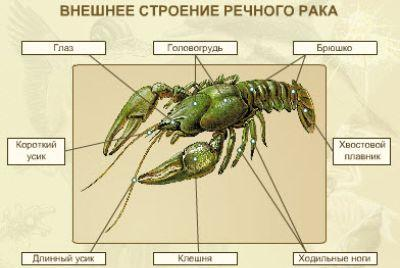 ВНЕШНЕЕ СТРОЕНИЕ РЕЧНОГО РАКА
Глаз
Головогрудь
Брюшко
Короткий
усик
Хвостовой
плавник
Длинный усик
Клешня
Ходильные ноги